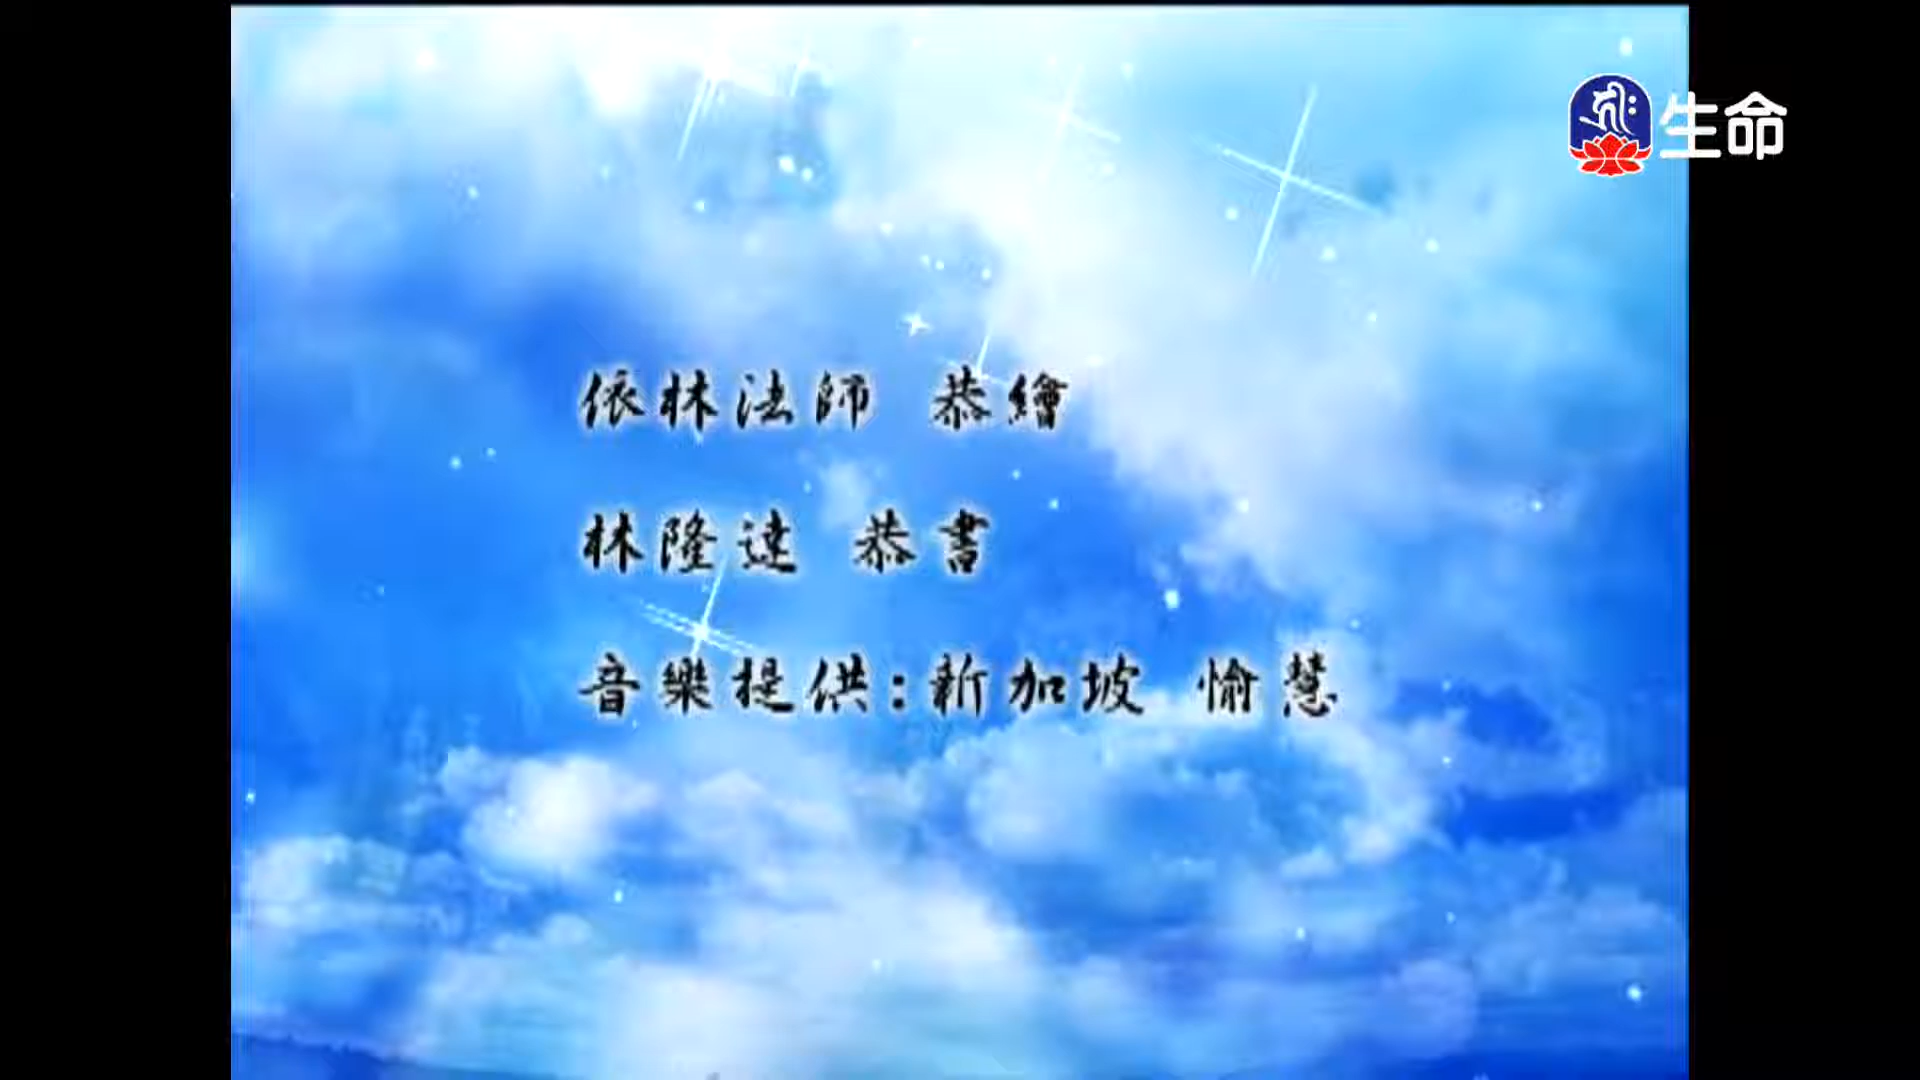 生命
依林法師 恭繪
林隆達 恭書
音樂提供:新加坡 愉慧